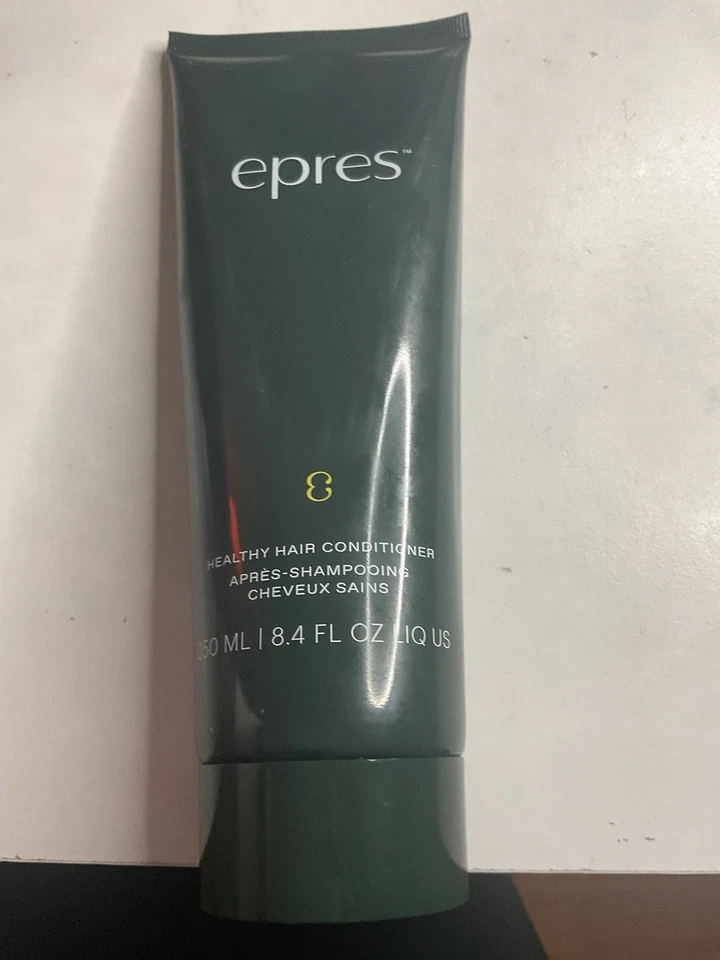 epres™
HEALTHY HAIR CONDITIONER
APRÈS-SHAMPOOING
CHEVEUX SAINS
250 ML | 8.4 FL OZ LIQ US